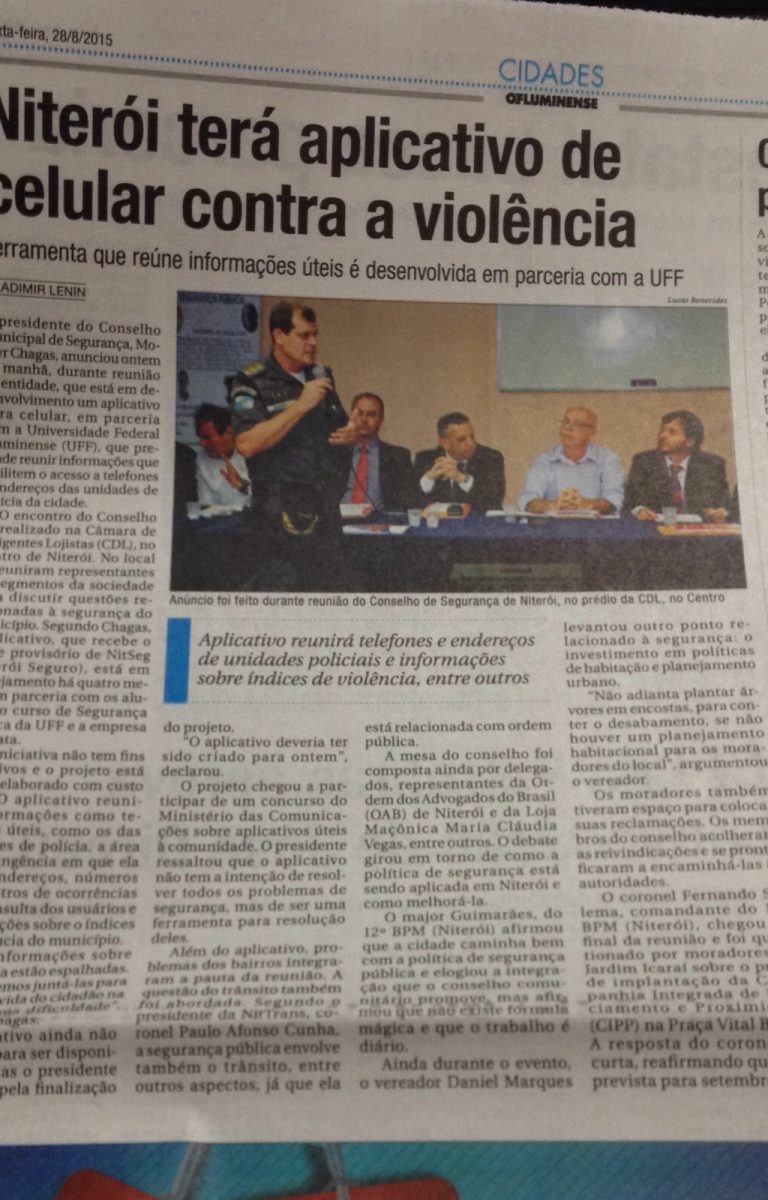 xta-feira, 28/8/2015
CIDADES
OFLUMINENSE
Niterói terá aplicativo de
celular contra a violência
erramenta que reúne informações úteis é desenvolvida em parceria com a UFF
ADIMIR LENIN
Lucas Benevides
presidente do Conselho
unicipal de Segurança, Mo-
yr Chagas, anunciou ontem
manhã, durante reunião
entidade, que está em de-
nvolvimento um aplicativo
ra celular, em parceria
m a Universidade Federal
uminense (UFF), que pre-
de reunir informações que
ilitem o acesso a telefones
ndereços das unidades de
ícia da cidade.
O encontro do Conselho
realizado na Câmara de
igentes Lojistas (CDL), no
tro de Niterói. No local
euniram representantes
segmentos da sociedade
a discutir questões re-
onadas à segurança do
icípio. Segundo Chagas,
licativo, que recebe o
e provisório de NitSeg
erói Seguro), está em
ejamento há quatro me-
m parceria com os alu-
o curso de Segurança
ca da UFF e a empresa
ata.
niciativa não tem fins
vos e o projeto está
elaborado com custo
O aplicativo reuni-
ormações como te-
úteis, como os das
es de polícia, a área
ngência em que ela
ndereços, números
tros de ocorrências
nsulta dos usuários e
ções sobre o índices
cia do município.
nformações sobre
a estão espalhadas.
emos juntá-las para
vida do cidadão na
ma dificuldade",
hagas.
ativo ainda não
para ser disponi-
as o presidente
pela finalização
Anúncio foi feito durante reunião do Conselho de Segurança de Niterói, no prédio da CDL, no Centro
Aplicativo reunirá telefones e endereços
de unidades policiais e informações
sobre índices de violência, entre outros
do projeto.
"O aplicativo deveria ter
sido criado para ontem",
declarou.
O projeto chegou a par-
ticipar de um concurso do
Ministério das Comunica-
ções sobre aplicativos úteis
à comunidade. O presidente
ressaltou que o aplicativo
não tem a intenção de resol-
ver todos os problemas de
segurança, mas de ser uma
ferramenta para resolução
deles.
Além do aplicativo, pro-
blemas dos bairros integra-
ram a pauta da reunião. A
questão do trânsito também
foi abordada. Segundo o
presidente da NitTrans, co-
ronel Paulo Afonso Cunha,
a segurança pública envolve
também o trânsito, entre
outros aspectos, já que ela
está relacionada com ordem
pública.
A mesa do conselho foi
composta ainda por delega-
dos, representantes da Or-
dem dos Advogados do Brasil
(OAB) de Niterói e da Loja
Maçônica Maria Cláudia
Vegas, entre outros. O debate
girou em torno de como a
política de segurança está
sendo aplicada em Niterói e
como melhorá-la.
O major Guimarães, do
12º BPM (Niterói) afirmou
que a cidade caminha bem
com a política de segurança
pública e elogiou a integra-
ção que o conselho comu-
nitário promove, mas afir-
mou que não existe fórmula
mágica e que o trabalho é
diário.
Ainda durante o evento,
o vereador Daniel Marques
levantou outro ponto re-
lacionado à segurança: o
investimento em políticas
de habitação e planejamento
urbano.
"Não adianta plantar ár-
vores em encostas, para con-
ter o desabamento, se não
houver um planejamento
habitacional para os mora-
dores do local", argumentou
o vereador.
Os moradores também
tiveram espaço para coloca
suas reclamações. Os mem
bros do conselho acolheram
as reivindicações e se pront
ficaram a encaminhá-las
autoridades.
O coronel Fernando S
lema, comandante do
BPM (Niterói), chegou
final da reunião e foi qu
tionado por moradores
Jardim Icaraí sobre o p
de implantação da C
panhia Integrada de
ciamento e Proximi
(CIPP) na Praça Vital B
A resposta do coron
curta, reafirmando qu
prevista para setembr